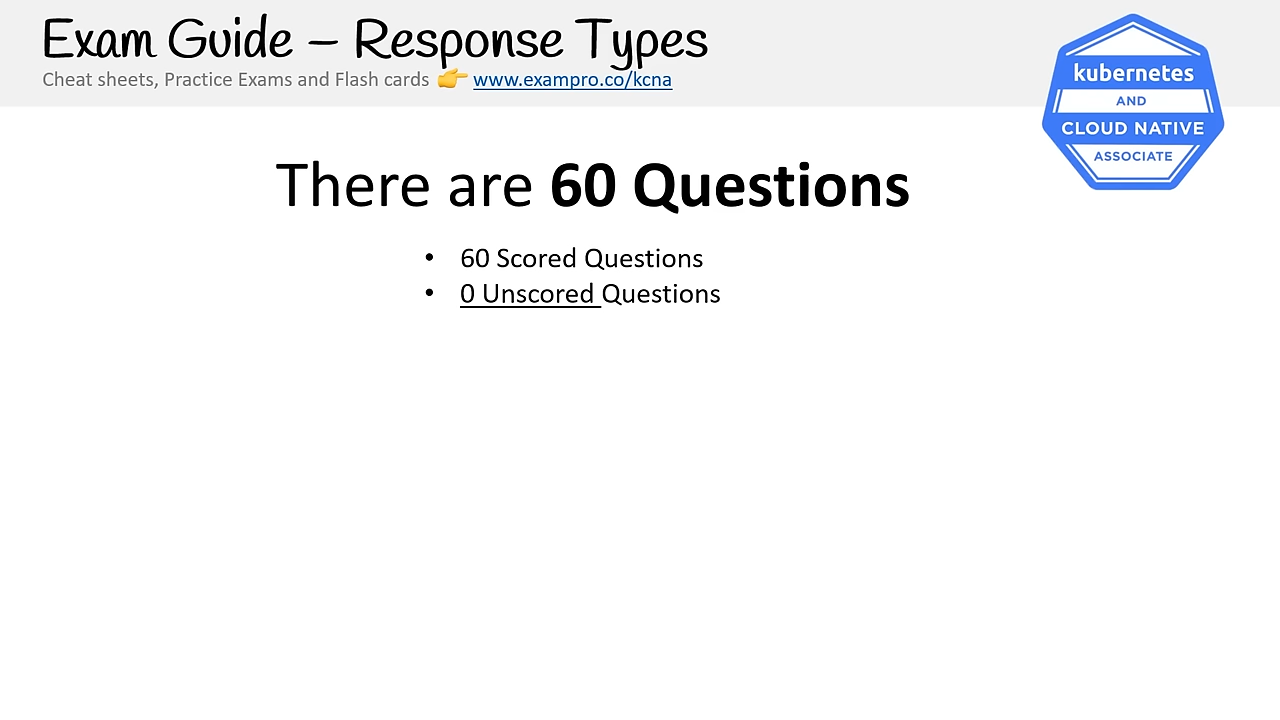 Exam Guide – Response Types
Cheat sheets, Practice Exams and Flash cards 👉 www.exampro.co/kcna
kubernetes
AND
CLOUD NATIVE
ASSOCIATE
There are 60 Questions
• 60 Scored Questions
• 0 Unscored Questions